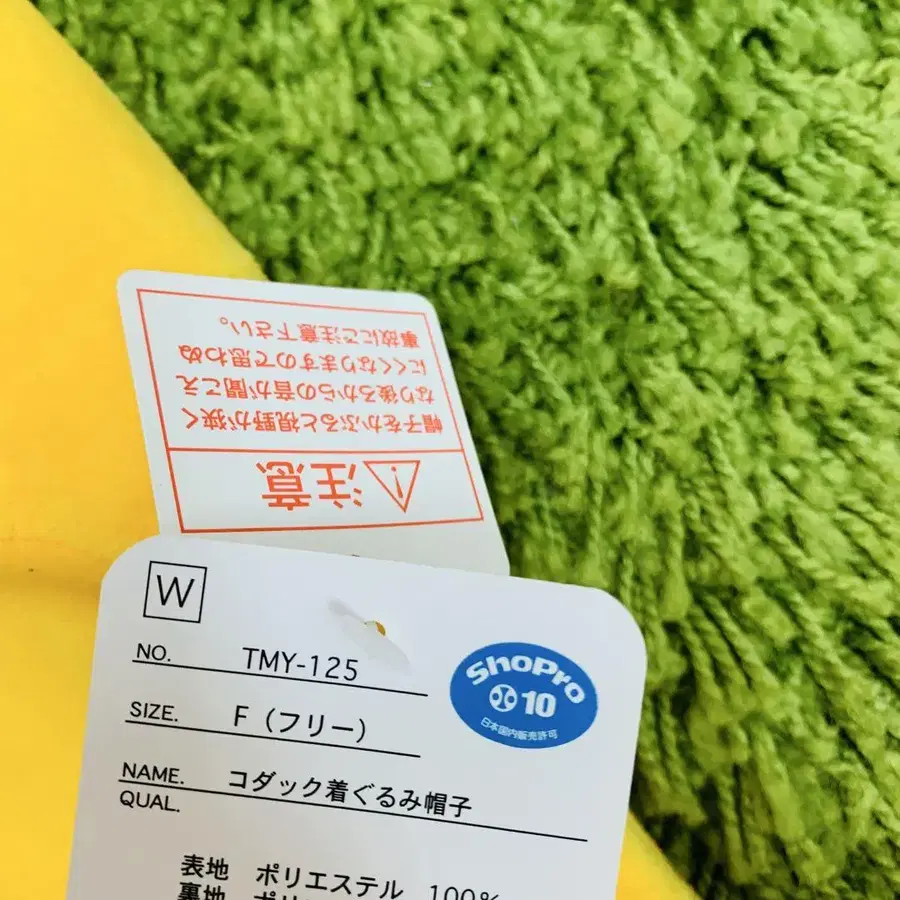 ⚠注意
帽子をかぶると視野が狭く
なり後ろからの音が聞こえ
にくくなりますので思わぬ
事故にご注意下さい。
W
NO. TMY-125
SIZE. F（フリー）
NAME. コダック着ぐるみ帽子
QUAL.
表地 ポリエステル 100%
裏地 ポリ
ShoPro
10
日本国内販売許可